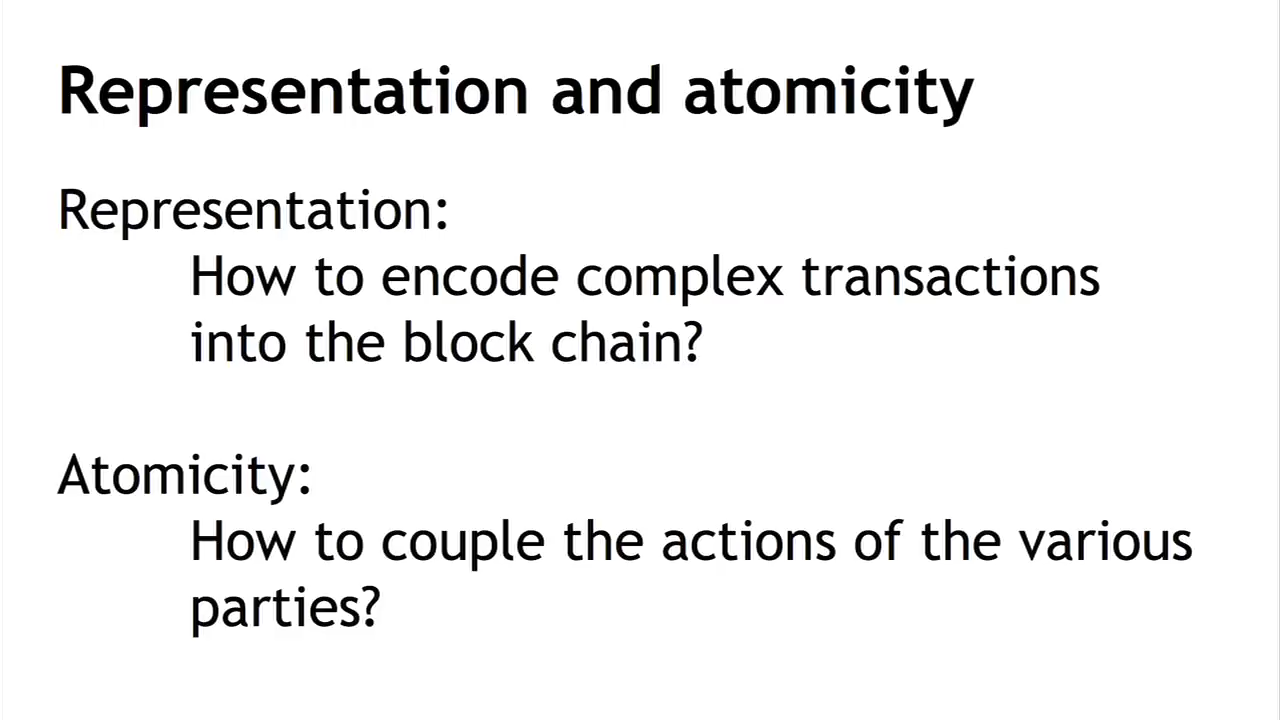 Representation and atomicity
Representation:
How to encode complex transactions
into the block chain?
Atomicity:
How to couple the actions of the various
parties?